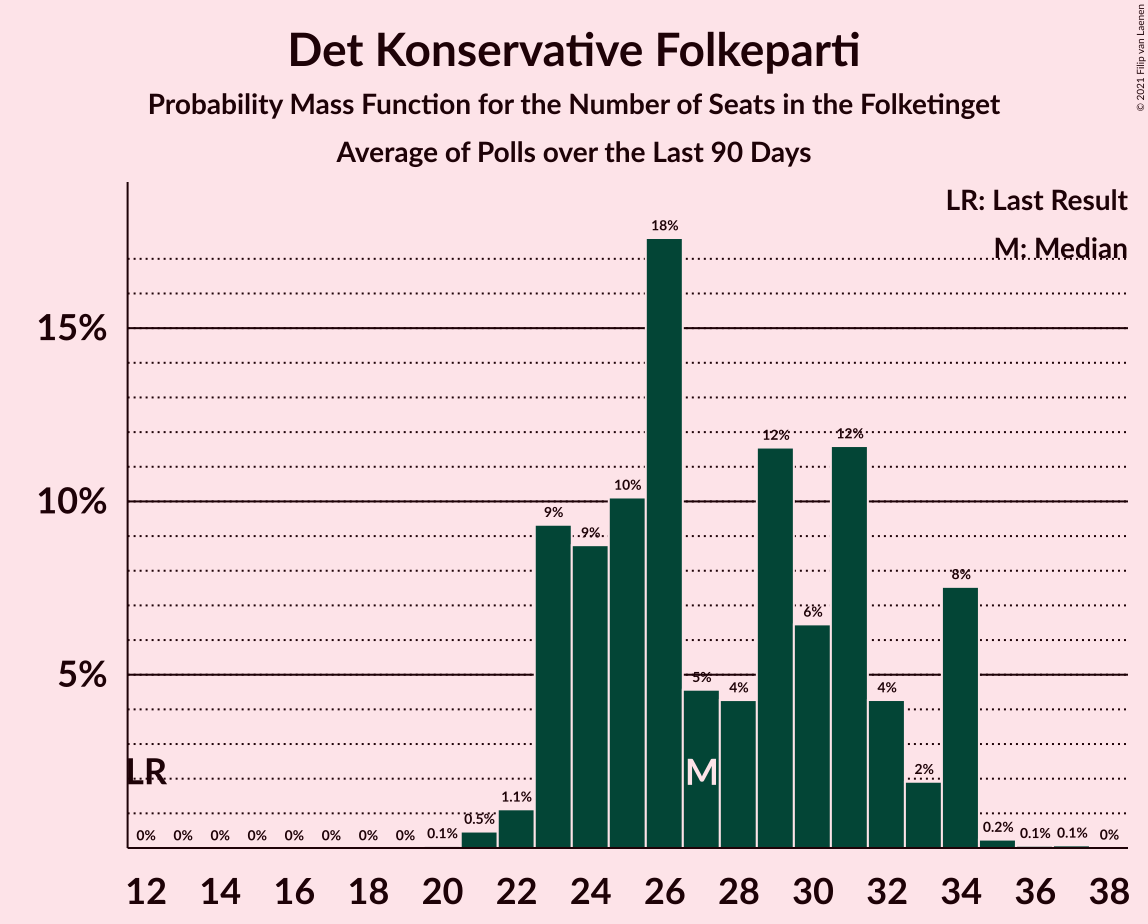 Det Konservative Folkeparti
Probability Mass Function for the Number of Seats in the Folketinget
Average of Polls over the Last 90 Days
© 2021 Filip van Laenen
LR: Last Result
M: Median
15%
10%
5%
0% 0% 0% 0% 0% 0% 0% 0% 0.1% 0.5% 1.1% 9% 9% 10% 18% 5% 4% 12% 6% 12% 4% 2% 8% 0.2% 0.1% 0.1% 0%
LR
M
12 14 16 18 20 22 24 26 28 30 32 34 36 38